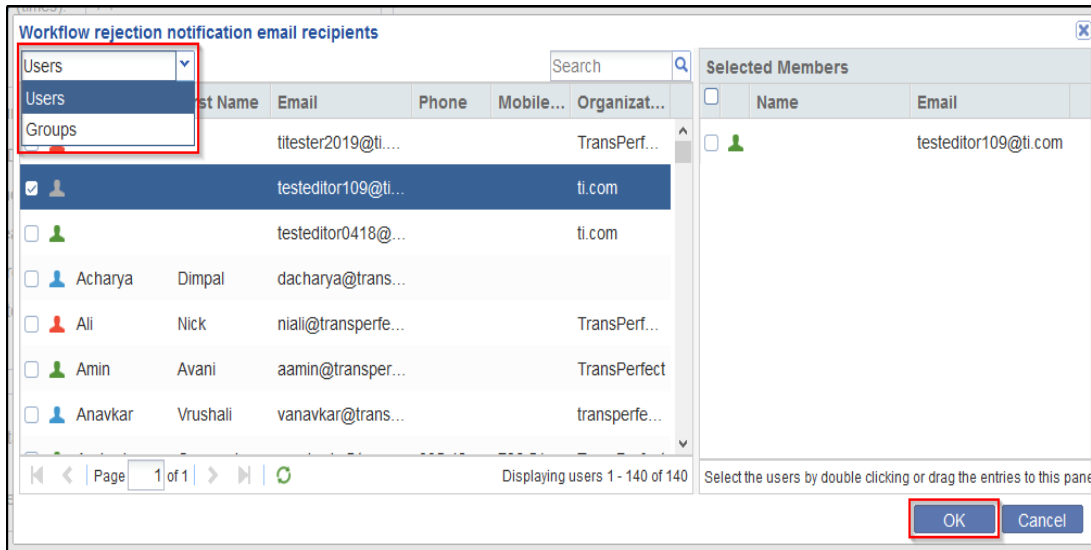 (times):
Workflow rejection notification email recipients
Users
Search
Selected Members
Users
Groups
st Name Email Phone Mobile... Organizat...
Name Email
titester2019@ti.... TransPerf...
testeditor109@ti.com
testeditor109@ti... ti.com
testeditor0418@... ti.com
Acharya Dimpal dacharya@trans...
Ali Nick niali@transperfe... TransPerf...
Amin Avani aamin@transper... TransPerfect
Anavkar Vrushali vanavkar@trans... transperfe...
Page 1 of 1 Displaying users 1 - 140 of 140
Select the users by double clicking or drag the entries to this pane
OK Cancel